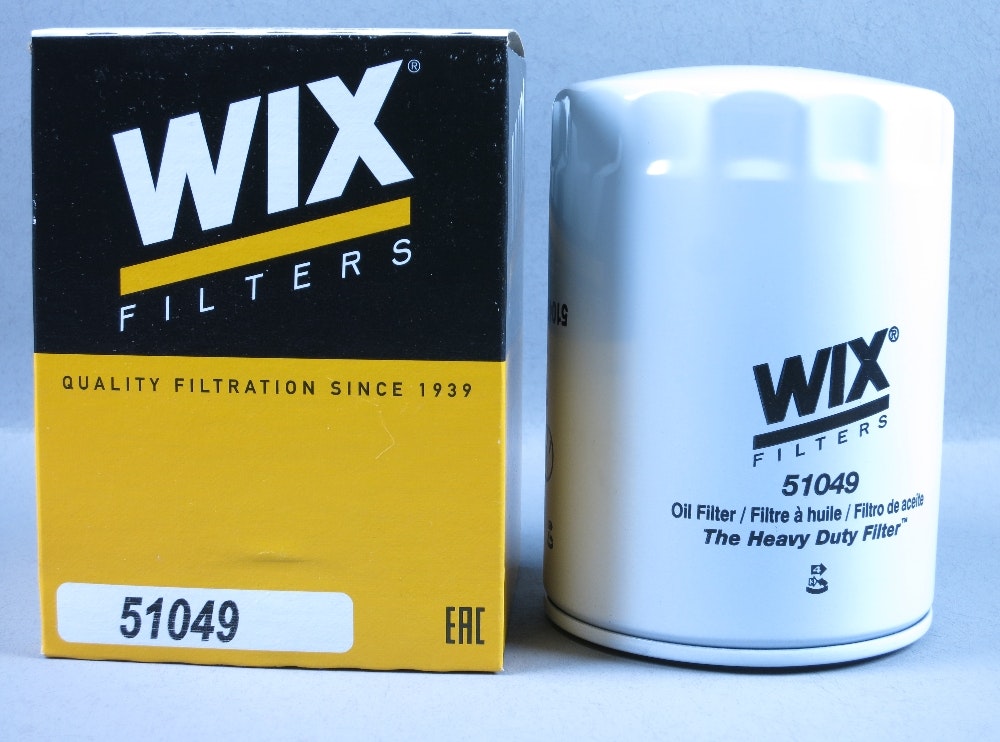 WIX®
FILTERS
QUALITY FILTRATION SINCE 1939
51049
EAC
WIX®
FILTERS
51049
Oil Filter / Filtre à huile / Filtro de aceite
The Heavy Duty Filter™